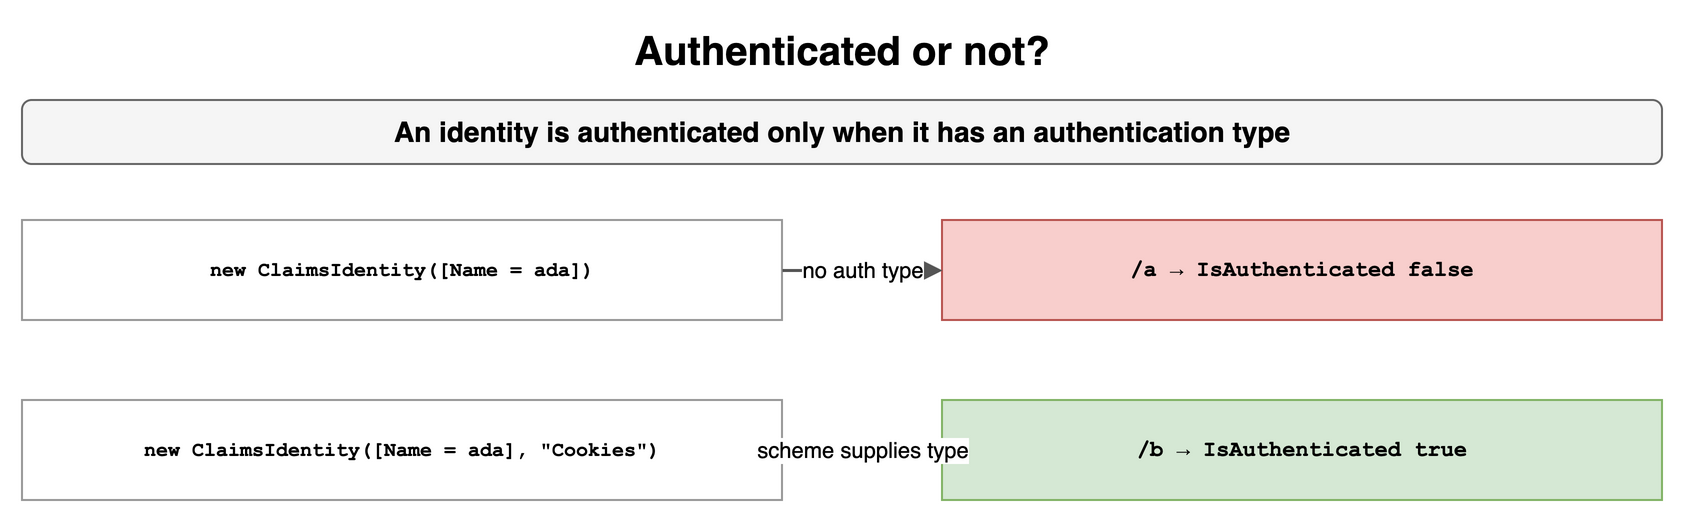 Authenticated or not?
An identity is authenticated only when it has an authentication type
new ClaimsIdentity([Name = ada])
no auth type
/a → IsAuthenticated false
new ClaimsIdentity([Name = ada], "Cookies")
scheme supplies type
/b → IsAuthenticated true